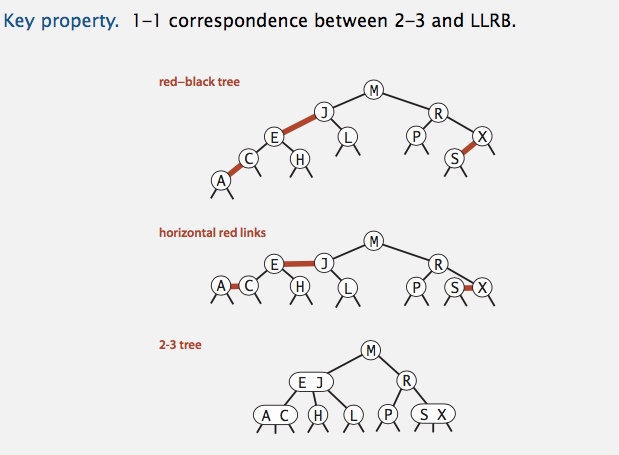 Key property. 1–1 correspondence between 2–3 and LLRB.
red–black tree
M
J R
E L P X
C H S
A
horizontal red links
M
E J R
A C H L P S X
2-3 tree
M
E J R
A C H L P S X